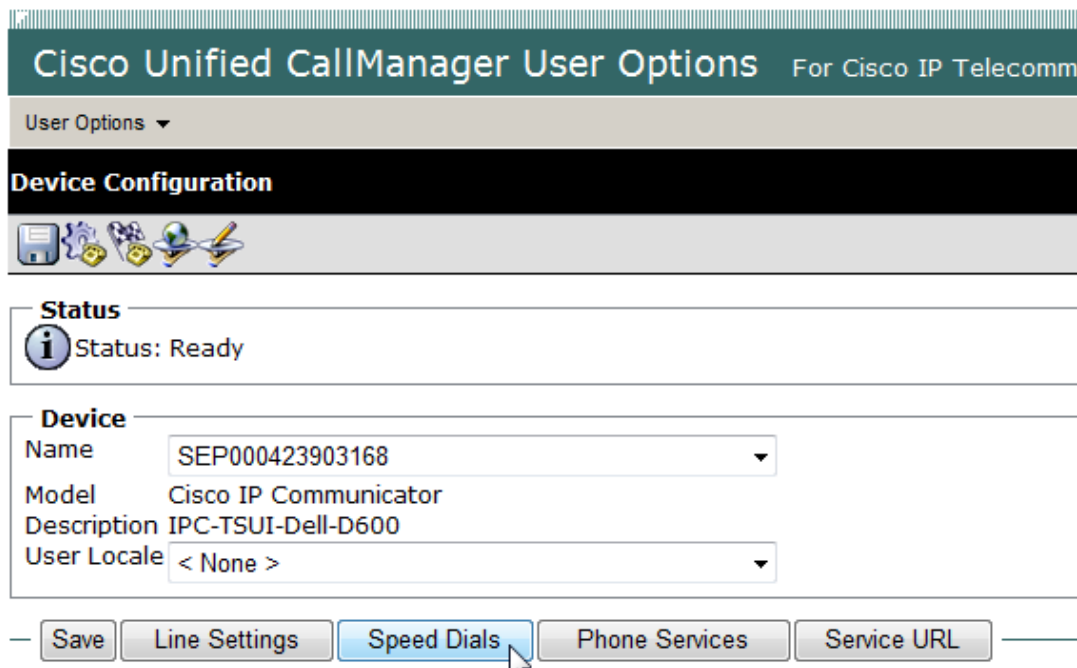 Cisco Unified CallManager User Options For Cisco IP Telecomm
User Options
Device Configuration
Status
i Status: Ready
Device
Name SEP000423903168
Model Cisco IP Communicator
Description IPC-TSUI-Dell-D600
User Locale < None >
Save Line Settings Speed Dials Phone Services Service URL